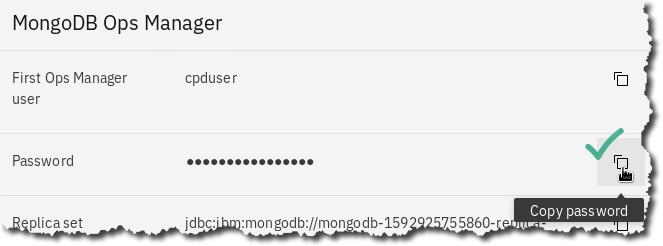 MongoDB Ops Manager
First Ops Manager
user
cpduser
Password
••••••••••••••••
Copy password
Replica set
jdbc:ibm:mongodb://mongodb-1592925755860-replica-